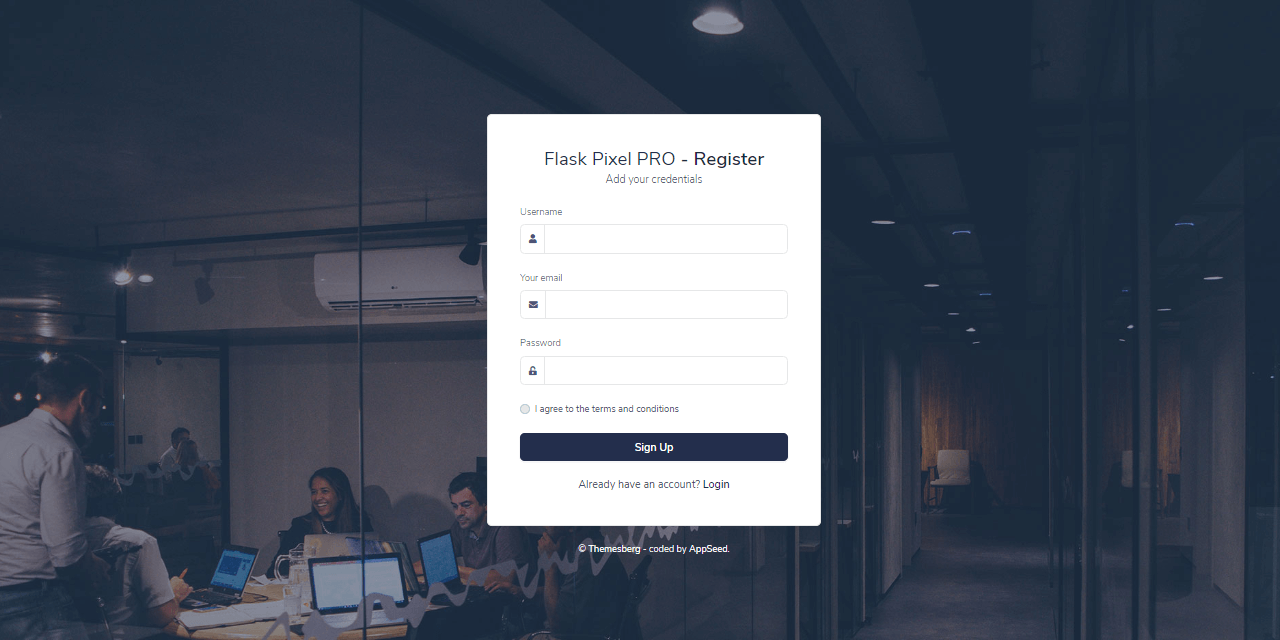 Flask Pixel PRO - Register
Add your credentials
Username
Your email
Password
I agree to the terms and conditions
Sign Up
Already have an account? Login
© Themesberg - coded by AppSeed.